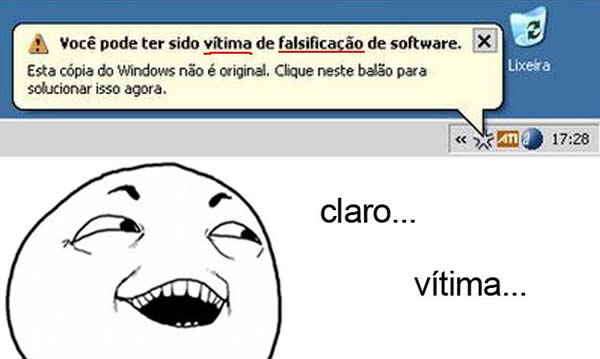 Você pode ter sido vítima de falsificação de software.
Lixeira
Esta cópia do Windows não é original. Clique neste balão para
solucionar isso agora.
« ATI 17:28
claro...
vítima...